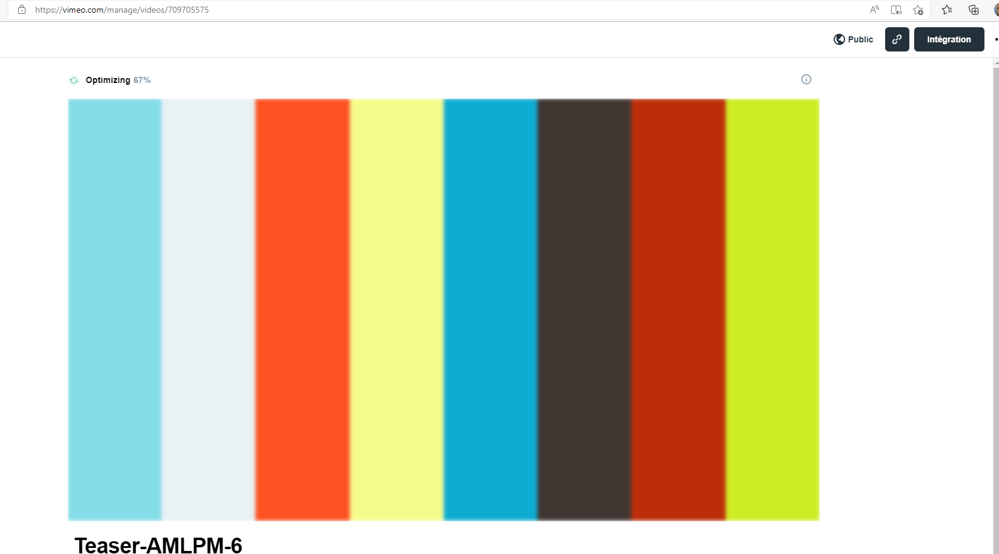 https://vimeo.com/manage/videos/709705575
Public
Intégration
Optimizing 67%
Teaser-AMLPM-6